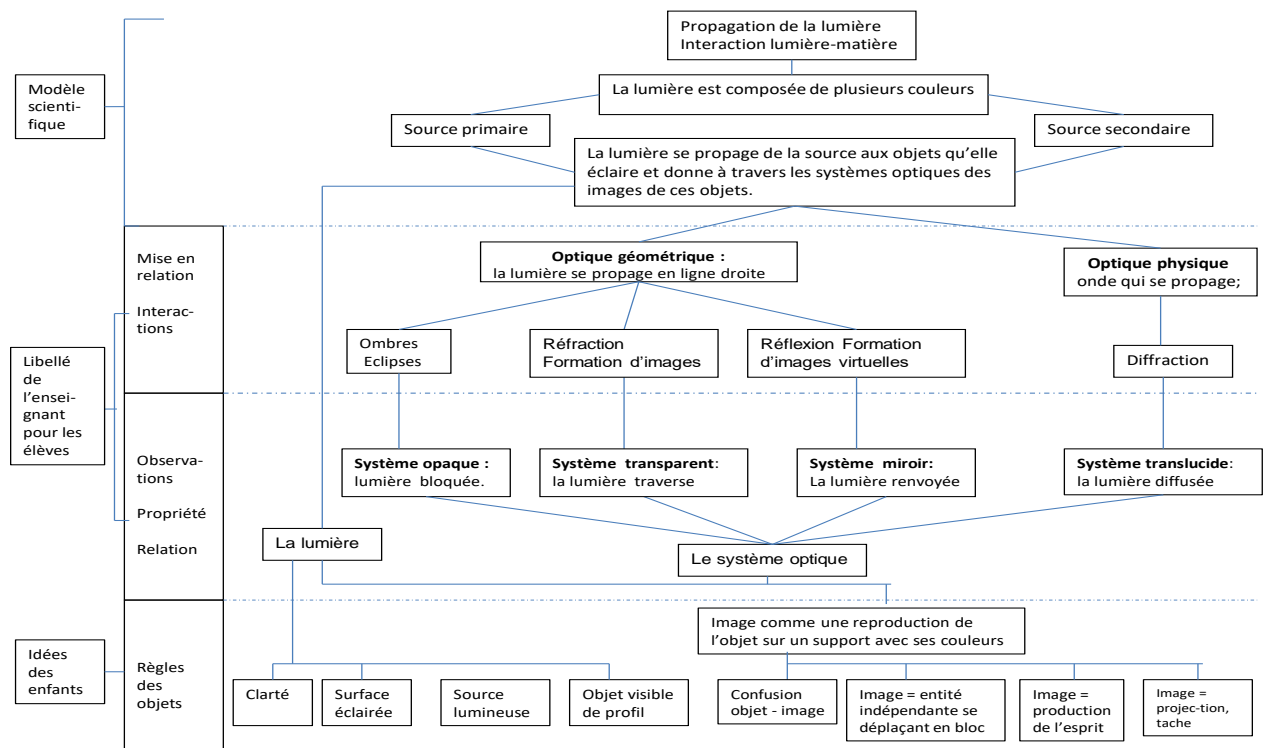 Propagation de la lumière
Interaction lumière-matière
Modèle
scienti-
fique
La lumière est composée de plusieurs couleurs
Source primaire
Source secondaire
La lumière se propage de la source aux objets qu’elle
éclaire et donne à travers les systèmes optiques des
images de ces objets.
Mise en
relation
Interac-
tions
Optique géométrique :
la lumière se propage en ligne droite
Optique physique
onde qui se propage;
Libellé
de
l’ensei-
gnant
pour les
élèves
Ombres
Eclipses
Réfraction
Formation d’images
Réflexion Formation
d’images virtuelles
Diffraction
Observa-
tions
Propriété
Relation
Système opaque :
lumière bloquée.
Système transparent:
la lumière traverse
Système miroir:
La lumière renvoyée
Système translucide:
la lumière diffusée
La lumière
Le système optique
Image comme une reproduction de
l’objet sur un support avec ses couleurs
Idées
des
enfants
Règles
des
objets
Clarté
Surface
éclairée
Source
lumineuse
Objet visible
de profil
Confusion
objet - image
Image = entité
indépendante se
déplaçant en bloc
Image =
production
de l’esprit
Image =
projec-tion,
tache